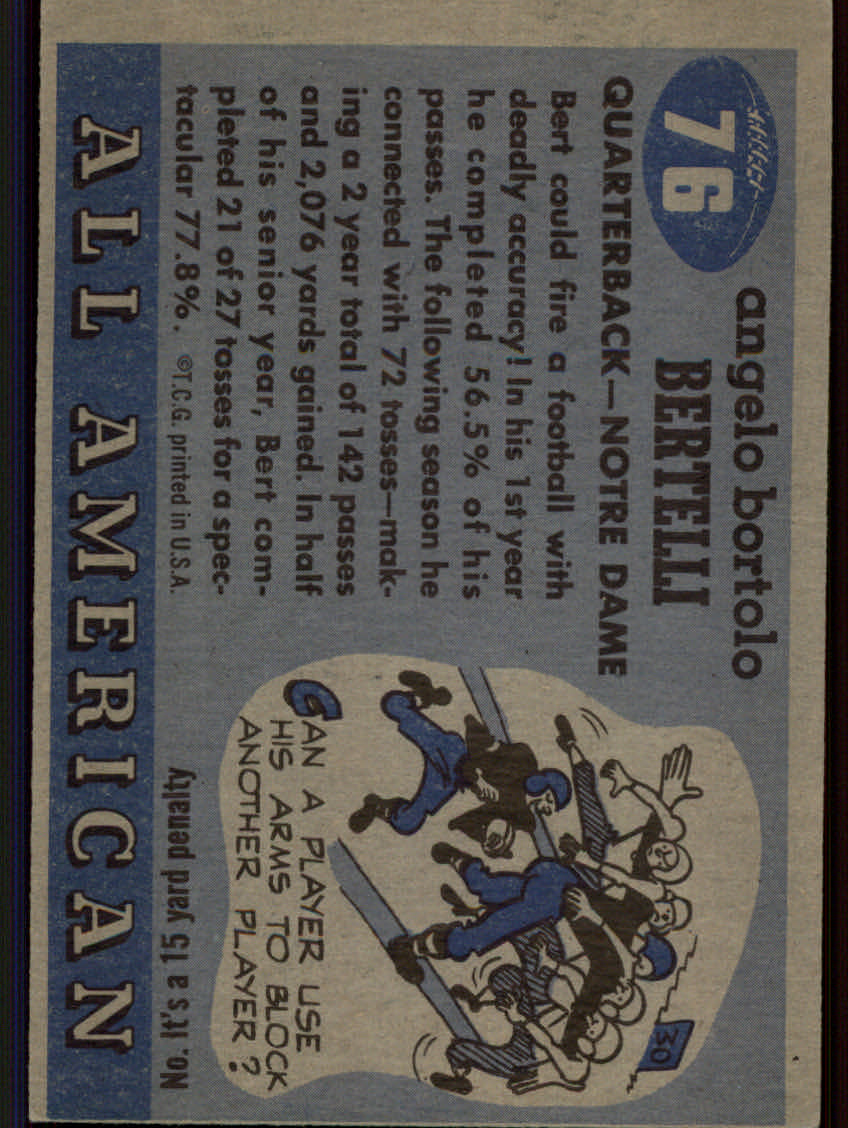 76
angelo bortolo
BERTELLI
QUARTERBACK—NOTRE DAME
Bert could fire a football with
deadly accuracy! In his 1st year
he completed 56.5% of his
passes. The following season he
connected with 72 tosses—mak-
ing a 2 year total of 142 passes
and 2,076 yards gained. In half
of his senior year, Bert com-
pleted 21 of 27 tosses for a spec-
tacular 77.8%.
©T.C.G. printed in U.S.A.
30
CAN A PLAYER USE
HIS ARMS TO BLOCK
ANOTHER PLAYER?
No. It's a 15 yard penalty
ALL AMERICAN